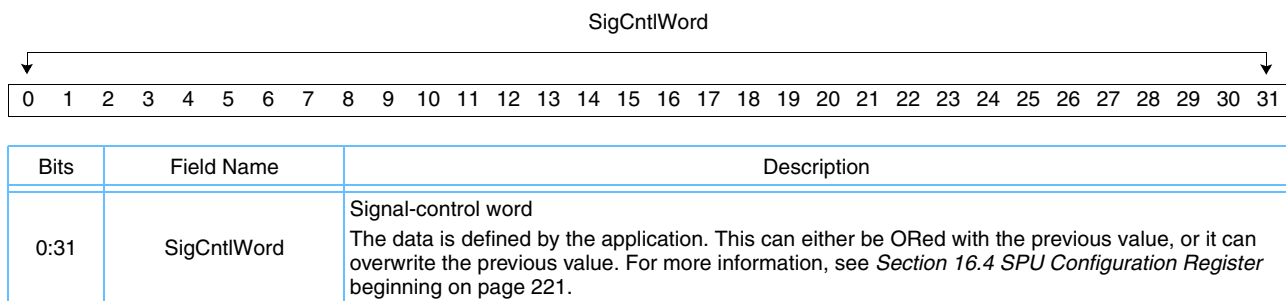 SigCntlWord
0 1 2 3 4 5 6 7 8 9 10 11 12 13 14 15 16 17 18 19 20 21 22 23 24 25 26 27 28 29 30 31
Bits Field Name Description
0:31 SigCntlWord Signal-control word
The data is defined by the application. This can either be ORed with the previous value, or it can
overwrite the previous value. For more information, see Section 16.4 SPU Configuration Register
beginning on page 221.